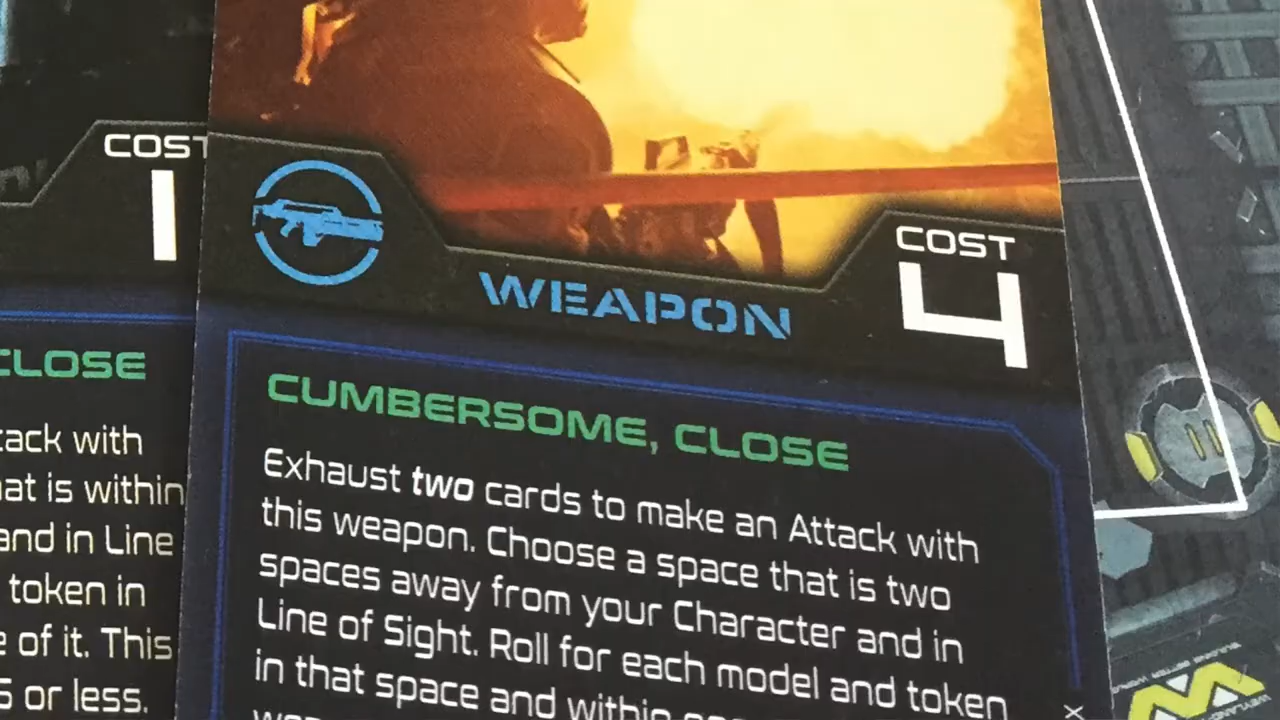 COST
1
CLOSE
tack with
hat is within
and in Line
token in
of it. This
5 or less.
COST
4
WEAPON
CUMBERSOME, CLOSE
Exhaust two cards to make an Attack with
this weapon. Choose a space that is two
spaces away from your Character and in
Line of Sight. Roll for each model and token
in that space and within